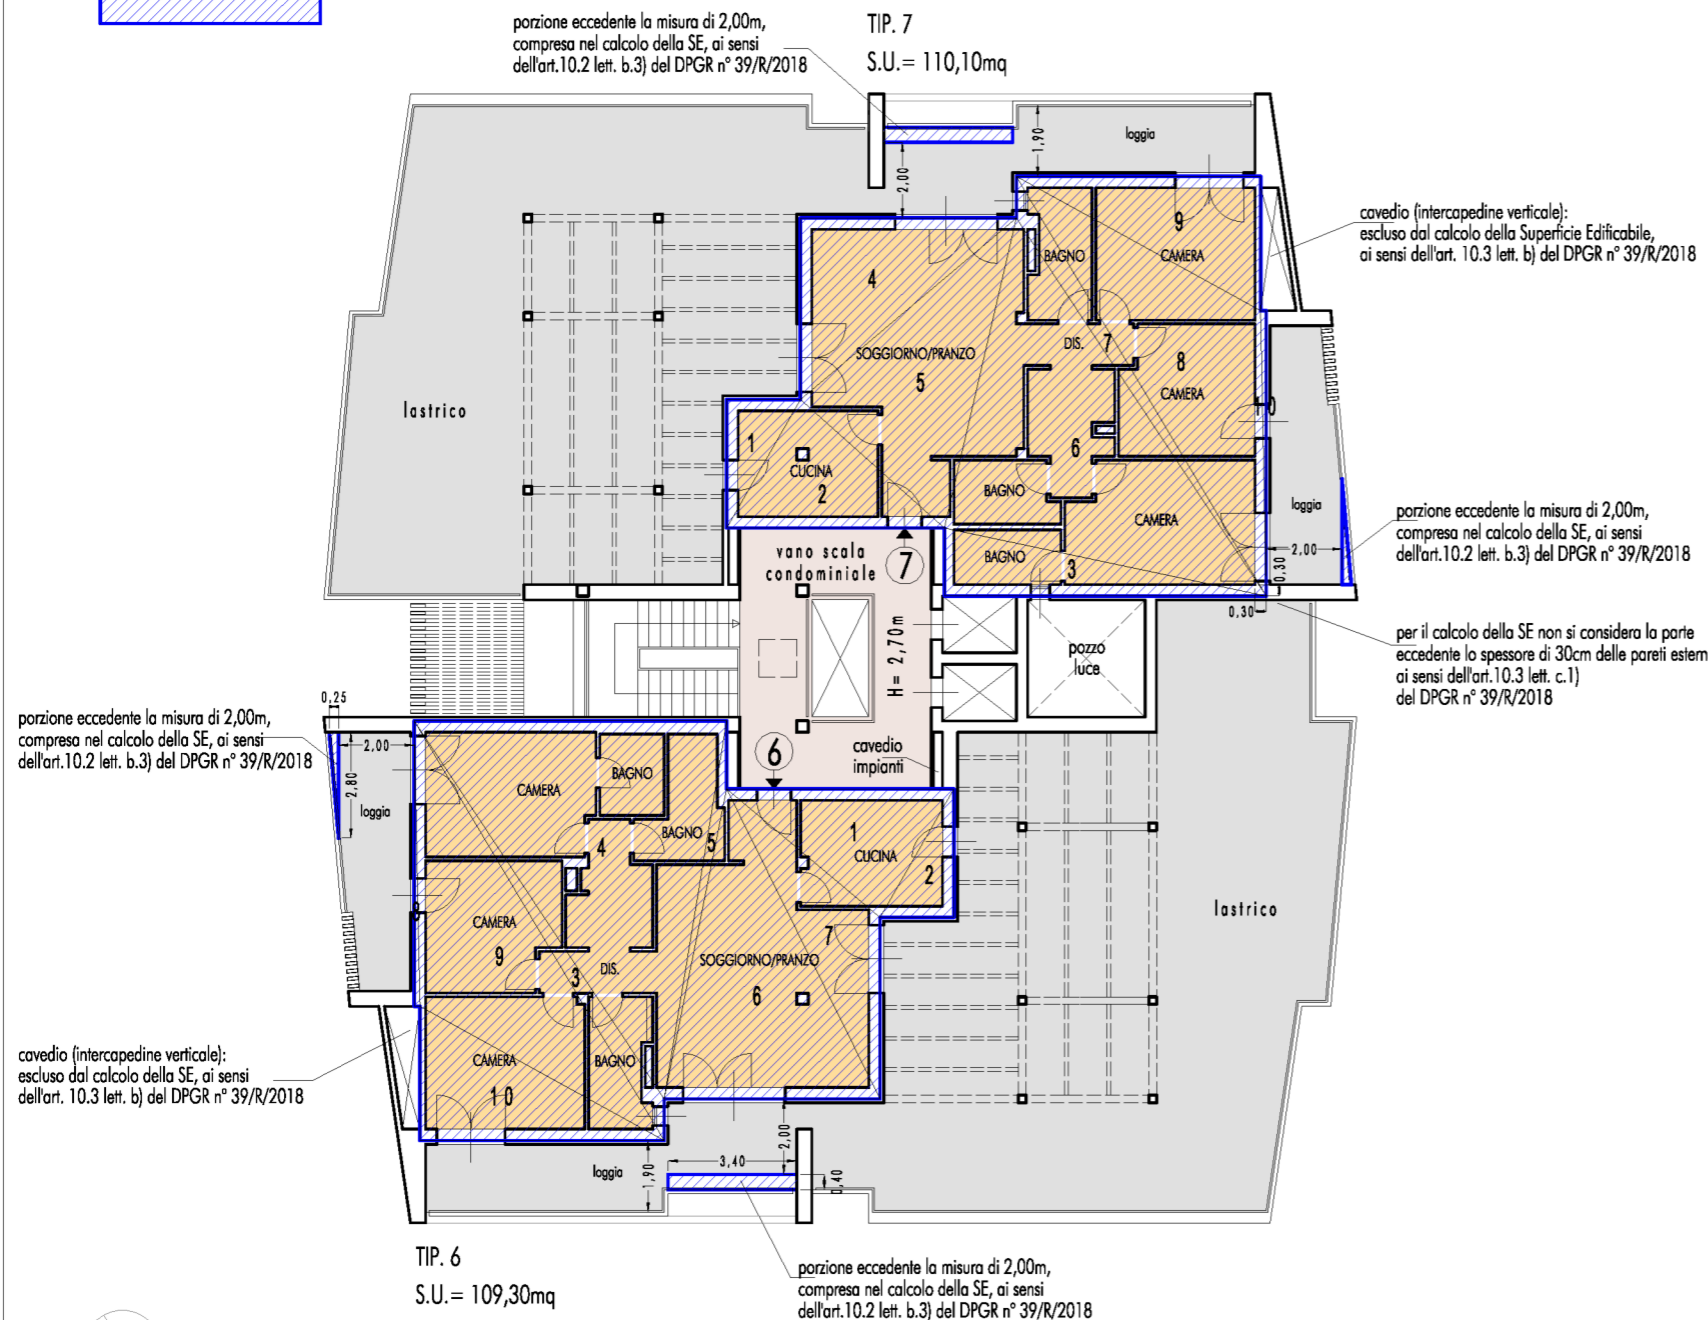 porzione eccedente la misura di 2,00m,
compresa nel calcolo della SE, ai sensi
dell'art.10.2 lett. b.3) del DPGR n° 39/R/2018
TIP. 7
S.U.= 110,10mq
loggia
1,90
2,00
cavedio (intercapedine verticale):
escluso dal calcolo della Superficie Edificabile,
ai sensi dell'art. 10.3 lett. b) del DPGR n° 39/R/2018
9
CAMERA
BAGNO
4
SOGGIORNO/PRANZO
5
DIS.
7
8
CAMERA
lastrico
1
CUCINA
2
6
BAGNO
CAMERA
BAGNO
3
loggia
2,00
0,30
0,30
porzione eccedente la misura di 2,00m,
compresa nel calcolo della SE, ai sensi
dell'art.10.2 lett. b.3) del DPGR n° 39/R/2018
vano scala
condominiale
7
H = 2,70m
pozzo
luce
per il calcolo della SE non si considera la parte
eccedente lo spessore di 30cm delle pareti estern
ai sensi dell'art.10.3 lett. c.1)
del DPGR n° 39/R/2018
0,25
porzione eccedente la misura di 2,00m,
compresa nel calcolo della SE, ai sensi
dell'art.10.2 lett. b.3) del DPGR n° 39/R/2018
2,00
2,80
loggia
6
cavedio
impianti
CAMERA
BAGNO
BAGNO
4
5
1
CUCINA
2
CAMERA
9
3
DIS.
SOGGIORNO/PRANZO
7
6
lastrico
cavedio (intercapedine verticale):
escluso dal calcolo della SE, ai sensi
dell'art. 10.3 lett. b) del DPGR n° 39/R/2018
CAMERA
10
BAGNO
loggia
1,90
3,40
2,00
0,40
TIP. 6
S.U.= 109,30mq
porzione eccedente la misura di 2,00m,
compresa nel calcolo della SE, ai sensi
dell'art.10.2 lett. b.3) del DPGR n° 39/R/2018